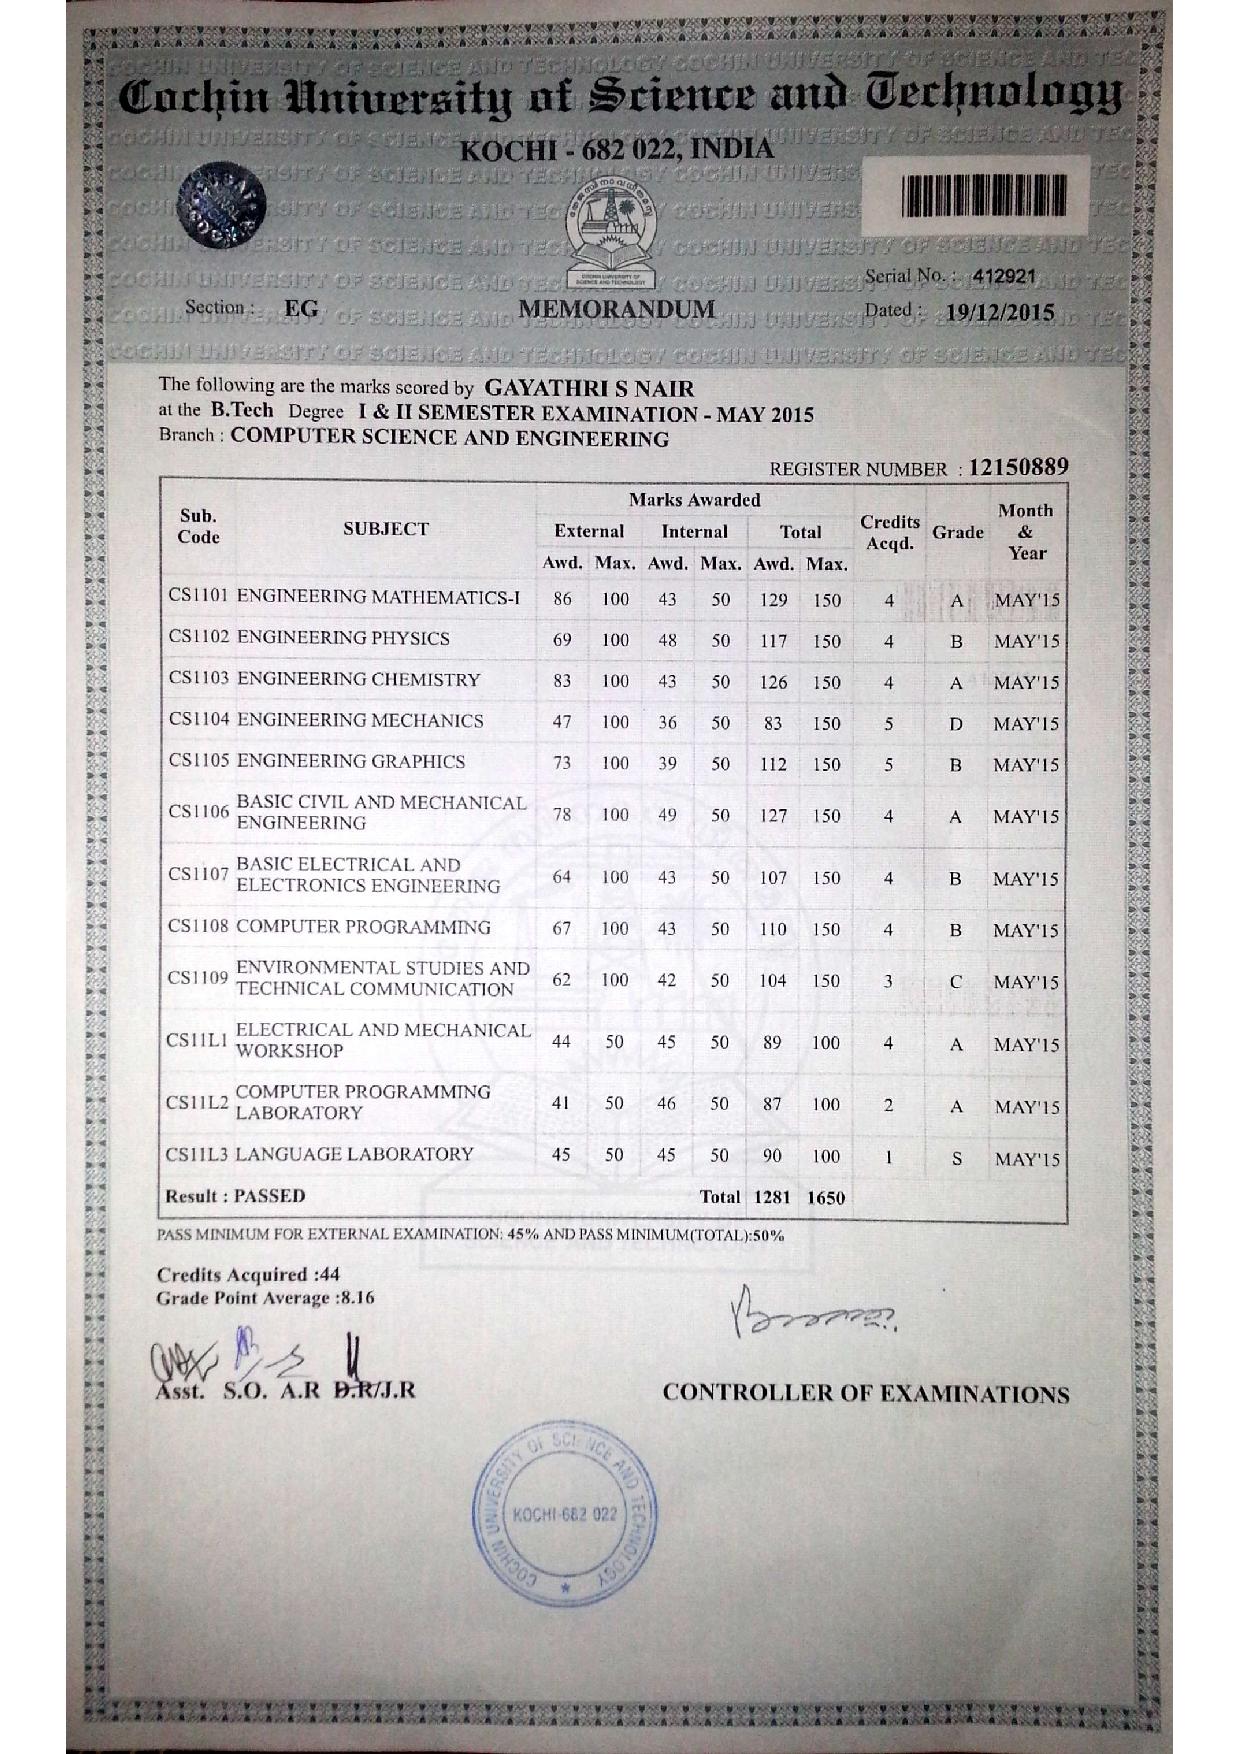 Cochin University of Science and Technology
KOCHI - 682 022, INDIA
COCHIN UNIVERSITY OF
SCIENCE AND TECHNOLOGY
Serial No. : 412921
Section : EG
MEMORANDUM
Dated : 19/12/2015
The following are the marks scored by GAYATHRI S NAIR
at the B.Tech Degree I & II SEMESTER EXAMINATION - MAY 2015
Branch : COMPUTER SCIENCE AND ENGINEERING
REGISTER NUMBER : 12150889
Sub. Code SUBJECT Marks Awarded Credits Acqd. Grade Month & Year
External Internal Total
Awd. Max. Awd. Max. Awd. Max.
CS1101 ENGINEERING MATHEMATICS-I 86 100 43 50 129 150 4 A MAY'15
CS1102 ENGINEERING PHYSICS 69 100 48 50 117 150 4 B MAY'15
CS1103 ENGINEERING CHEMISTRY 83 100 43 50 126 150 4 A MAY'15
CS1104 ENGINEERING MECHANICS 47 100 36 50 83 150 5 D MAY'15
CS1105 ENGINEERING GRAPHICS 73 100 39 50 112 150 5 B MAY'15
CS1106 BASIC CIVIL AND MECHANICAL
ENGINEERING 78 100 49 50 127 150 4 A MAY'15
CS1107 BASIC ELECTRICAL AND
ELECTRONICS ENGINEERING 64 100 43 50 107 150 4 B MAY'15
CS1108 COMPUTER PROGRAMMING 67 100 43 50 110 150 4 B MAY'15
CS1109 ENVIRONMENTAL STUDIES AND
TECHNICAL COMMUNICATION 62 100 42 50 104 150 3 C MAY'15
CS11L1 ELECTRICAL AND MECHANICAL
WORKSHOP 44 50 45 50 89 100 4 A MAY'15
CS11L2 COMPUTER PROGRAMMING
LABORATORY 41 50 46 50 87 100 2 A MAY'15
CS11L3 LANGUAGE LABORATORY 45 50 45 50 90 100 1 S MAY'15
Result : PASSED Total 1281 1650
PASS MINIMUM FOR EXTERNAL EXAMINATION: 45% AND PASS MINIMUM(TOTAL):50%
Credits Acquired :44
Grade Point Average :8.16
Asst. S.O. A.R D.R/J.R
CONTROLLER OF EXAMINATIONS
COCHIN UNIVERSITY OF SCIENCE AND TECHNOLOGY
KOCHI-682 022